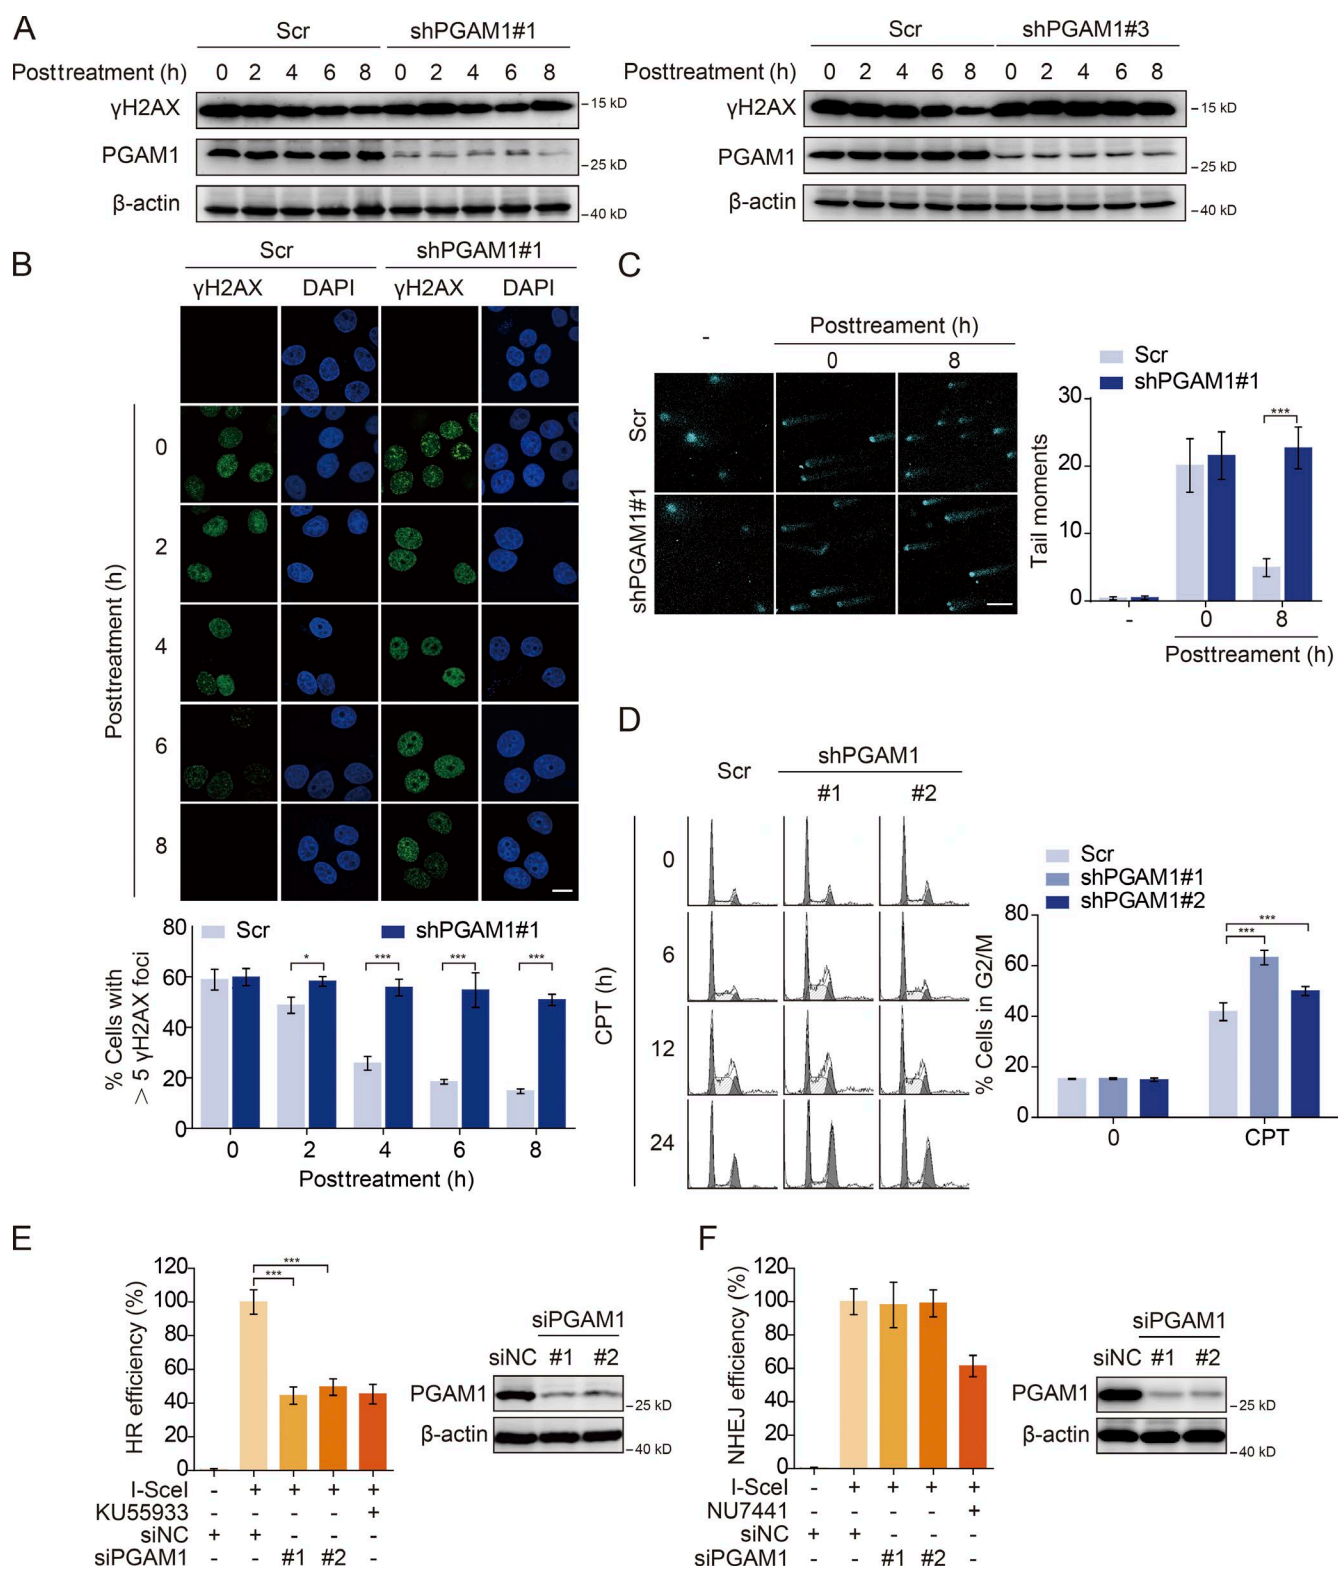 A
Scr shPGAM1#1
Posttreatment (h) 0 2 4 6 8 0 2 4 6 8
γH2AX –15 kD
PGAM1 –25 kD
β-actin –40 kD
Scr shPGAM1#3
Posttreatment (h) 0 2 4 6 8 0 2 4 6 8
γH2AX –15 kD
PGAM1 –25 kD
β-actin –40 kD
B
Scr shPGAM1#1
γH2AX DAPI γH2AX DAPI
Posttreatment (h)
0
2
4
6
8
Scr shPGAM1#1
% Cells with
> 5 γH2AX foci
80
60
40
20
0
* *** *** ***
0 2 4 6 8
Posttreatment (h)
C
Posttreament (h)
- 0 8
Scr
shPGAM1#1
Scr
shPGAM1#1
Tail moments
30
20
10
0
***
- 0 8
Posttreament (h)
D
shPGAM1
Scr #1 #2
CPT (h)
0
6
12
24
Scr
shPGAM1#1
shPGAM1#2
% Cells in G2/M
80
60
40
20
0
***
***
0 CPT
E
HR efficiency (%)
120
100
80
60
40
20
0
***
***
I-SceI - + + + +
KU55933 - - - - +
siNC + + - - -
siPGAM1 - - #1 #2 -
siPGAM1
siNC #1 #2
PGAM1 –25 kD
β-actin –40 kD
F
NHEJ efficiency (%)
120
100
80
60
40
20
0
I-SceI - + + + +
NU7441 - - - - +
siNC + + - - -
siPGAM1 - - #1 #2 -
siPGAM1
siNC #1 #2
PGAM1 –25 kD
β-actin –40 kD